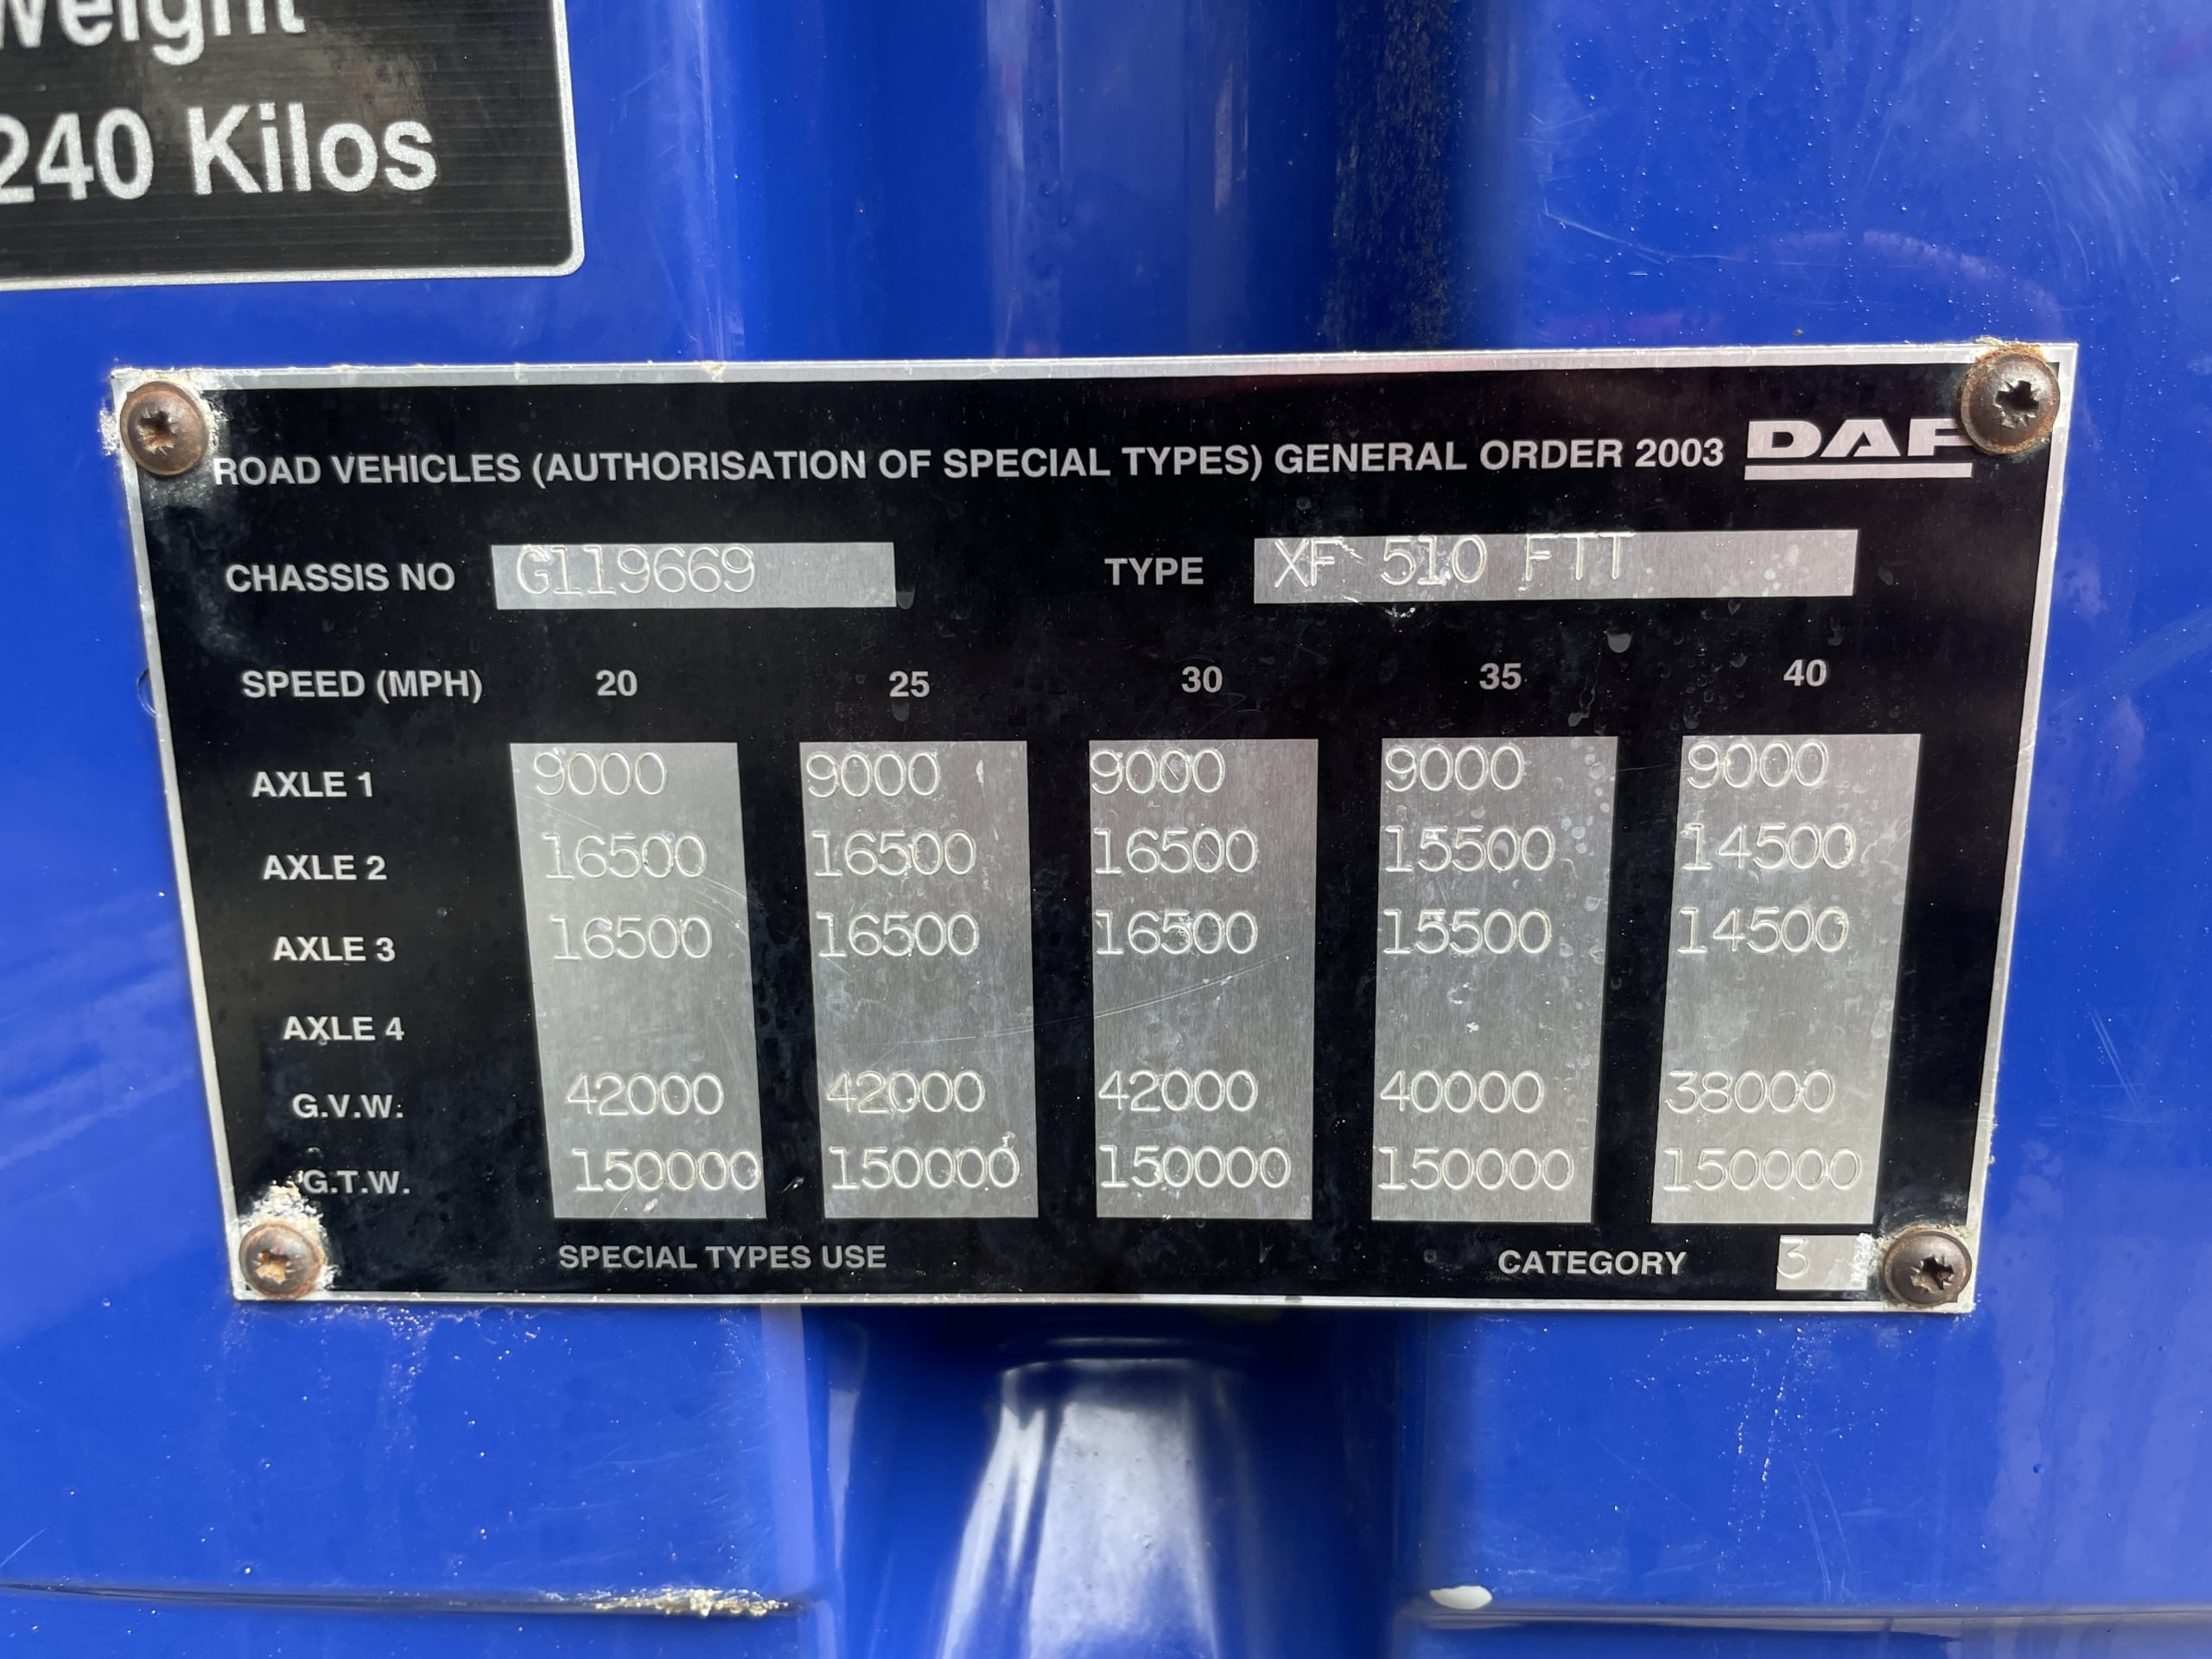 Weight
240 Kilos
ROAD VEHICLES (AUTHORISATION OF SPECIAL TYPES) GENERAL ORDER 2003 DAF
CHASSIS NO G119669 TYPE XF 510 FTT
SPEED (MPH) 20 25 30 35 40
AXLE 1 9000 9000 9000 9000 9000
AXLE 2 16500 16500 16500 15500 14500
AXLE 3 16500 16500 16500 15500 14500
AXLE 4
G.V.W. 42000 42000 42000 40000 38000
G.T.W. 150000 150000 150000 150000 150000
SPECIAL TYPES USE CATEGORY 3